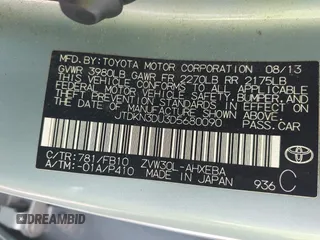 MFD. BY: TOYOTA MOTOR CORPORATION 08/13
GVWR 3960LB GAWR FR 2270LB RR 2175LB
THIS VEHICLE CONFORMS TO ALL APPLICABLE
FEDERAL MOTOR VEHICLE SAFETY, BUMPER, AND
THEFT PREVENTION STANDARDS IN EFFECT ON
THE DATE OF MANUFACTURE SHOWN ABOVE.
JTDKN3DU3D5680090 PASS. CAR
C/TR: 781/FB10 ZVW30L-AHXEBA
A/TM: -01A/P410 MADE IN JAPAN 936 C
TOYOTA
DREAMBID